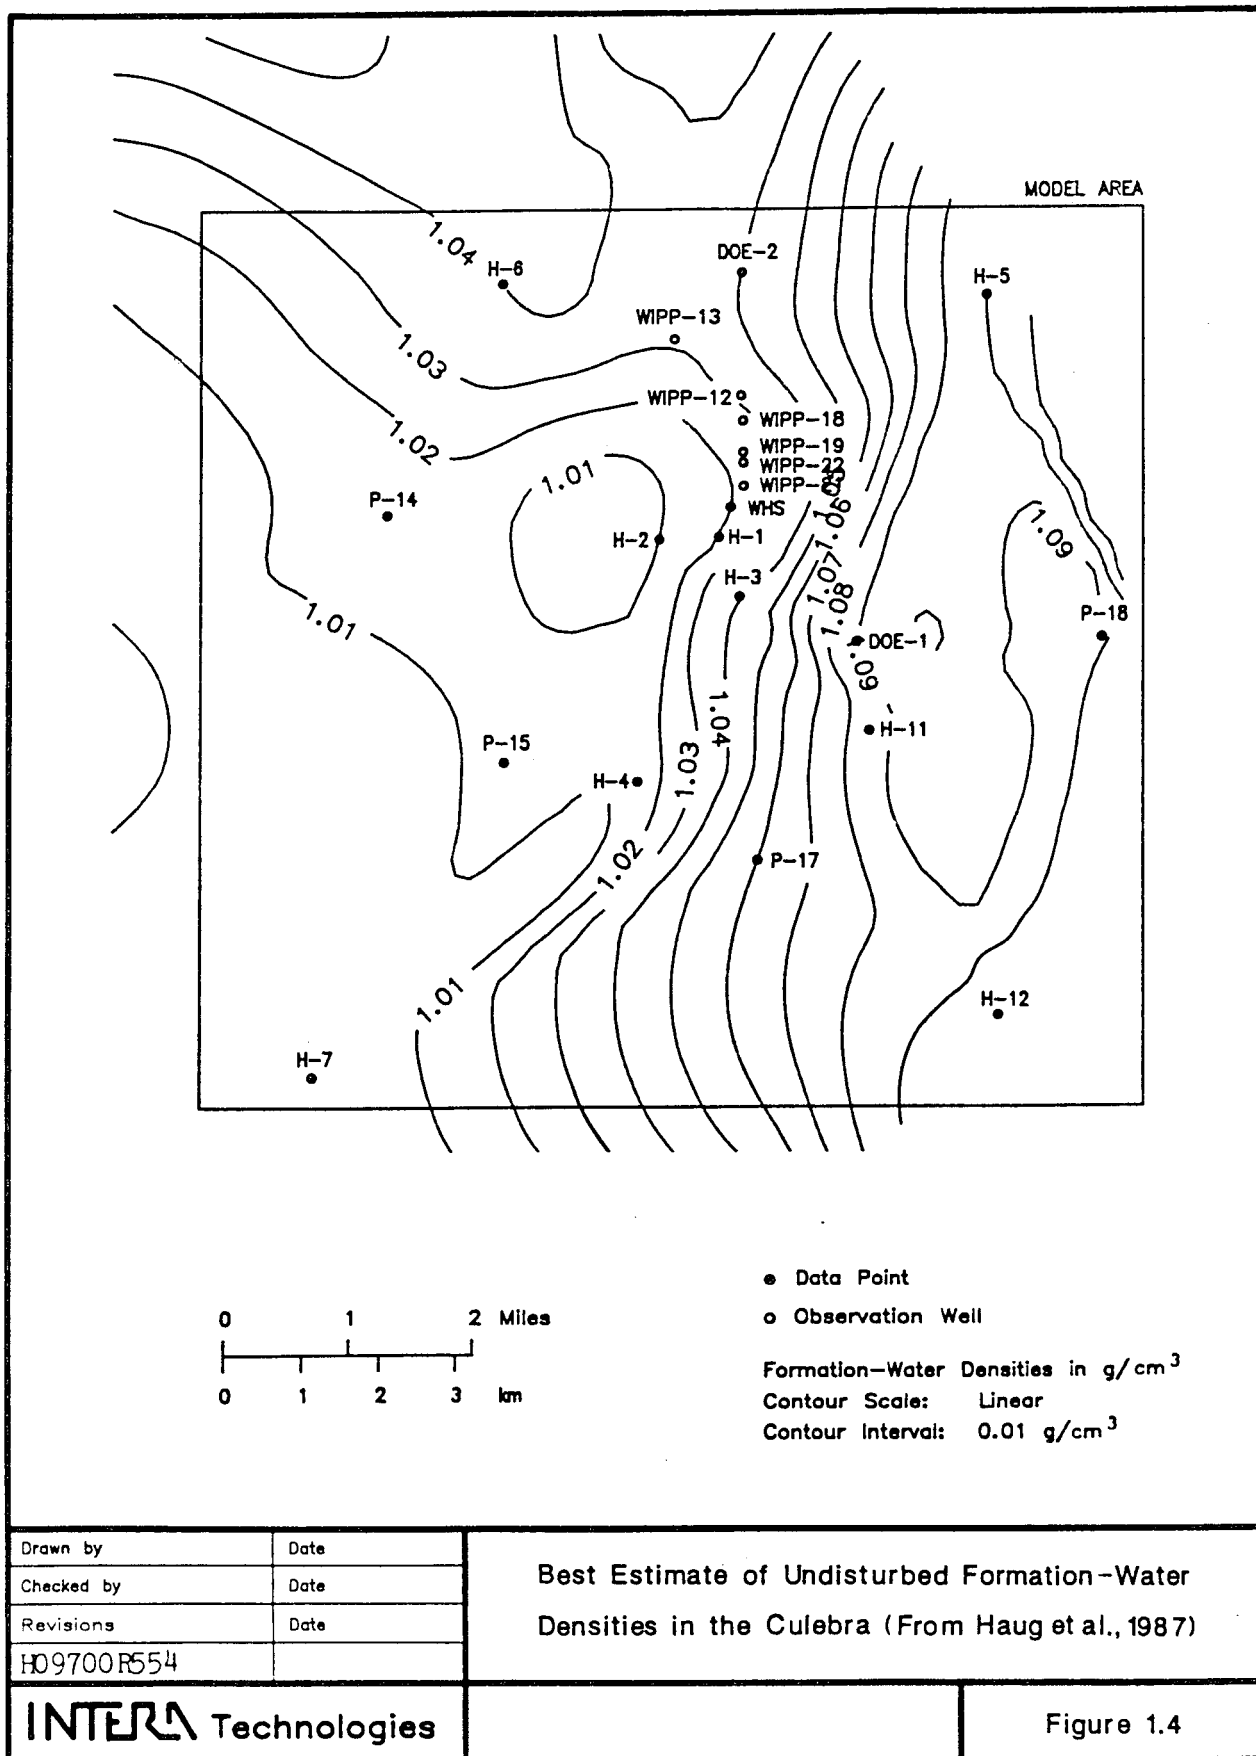 MODEL AREA
1.04
H-6
DOE-2
H-5
WIPP-13
1.03
WIPP-12
WIPP-18
1.02
WIPP-19
WIPP-22
WIPP-21
1.01
P-14
WHS
1.05
1.06
1.09
H-2
H-1
H-3
1.07
1.08
1.01
P-18
DOE-1
1.09
1.04
H-11
P-15
1.03
H-4
1.02
P-17
1.01
H-12
H-7
● Data Point
0 1 2 Miles
○ Observation Well
0 1 2 3 km
Formation-Water Densities in g/cm³
Contour Scale: Linear
Contour Interval: 0.01 g/cm³
Drawn by Date
Checked by Date
Revisions Date
H09700R554
Best Estimate of Undisturbed Formation-Water
Densities in the Culebra (From Haug et al., 1987)
INTERA Technologies
Figure 1.4